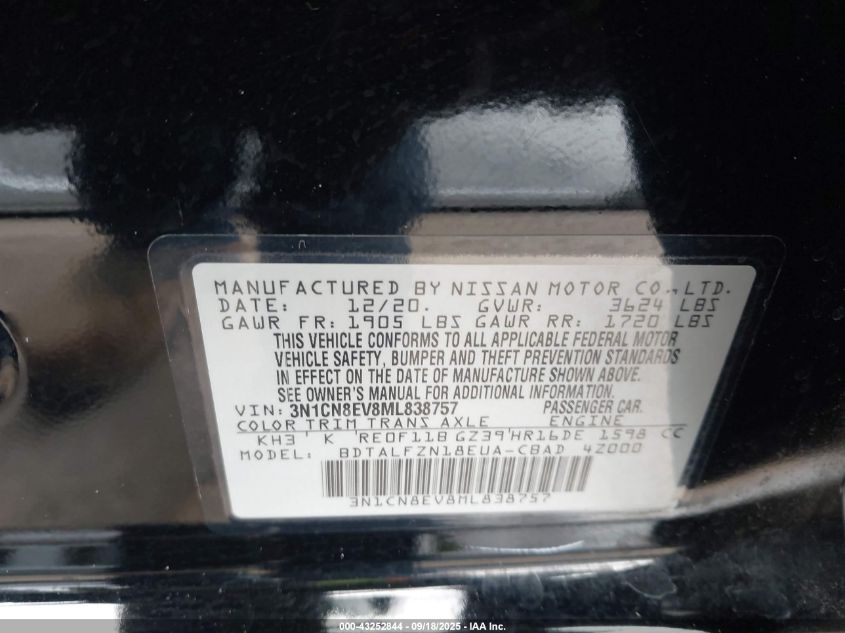 MANUFACTURED BY NISSAN MOTOR CO., LTD.
DATE: 12/20. GVWR: 3624 LBS
GAWR FR: 1905 LBS GAWR RR: 1720 LBS
THIS VEHICLE CONFORMS TO ALL APPLICABLE FEDERAL MOTOR
VEHICLE SAFETY, BUMPER AND THEFT PREVENTION STANDARDS
IN EFFECT ON THE DATE OF MANUFACTURE SHOWN ABOVE.
SEE OWNER'S MANUAL FOR ADDITIONAL INFORMATION.
VIN: 3N1CN8EV8ML838757 PASSENGER CAR.
COLOR TRIM TRANS AXLE ENGINE
KH3 K RE0F11B GZ39 HR16DE 1598 CC
MODEL: BDTALFZN18EUA-CBAD 4Z000
3N1CN8EV8ML838757
000-43252844 - 09/18/2025 - IAA Inc.